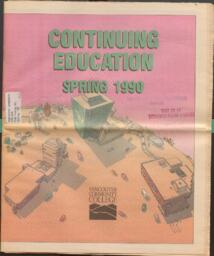 CONTINUING
EDUCATION
SPRING 1990
VANCOUVER
COMMUNITY
COLLEGE